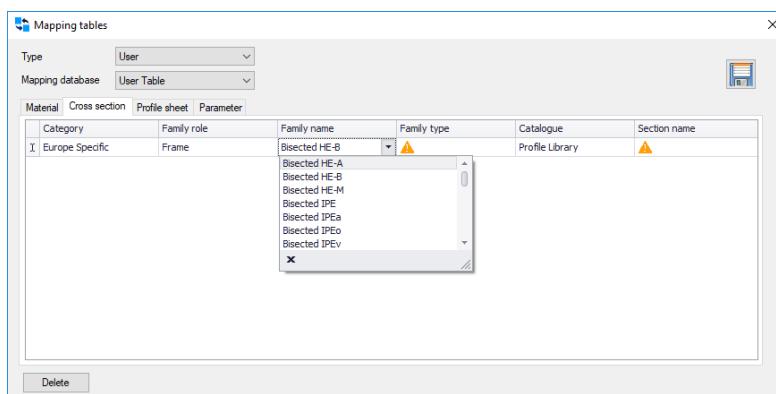 Mapping tables
Type User
Mapping database User Table
Material Cross section Profile sheet Parameter
Category Family role Family name Family type Catalogue Section name
Europe Specific Frame Bisected HE-B Profile Library
Bisected HE-A
Bisected HE-B
Bisected HE-M
Bisected IPE
Bisected IPEa
Bisected IPEo
Bisected IPEv
Delete